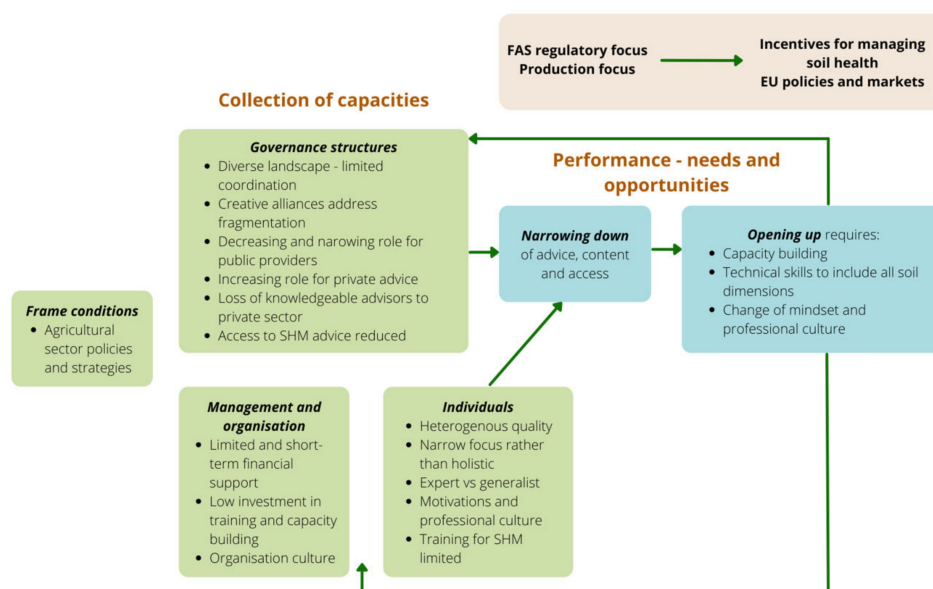 FAS regulatory focus
Production focus
Incentives for managing
soil health
EU policies and markets
Collection of capacities
Governance structures
Diverse landscape - limited
coordination
Creative alliances address
fragmentation
Decreasing and narrowing role for
public providers
Increasing role for private advice
Loss of knowledgeable advisors to
private sector
Access to SHM advice reduced
Performance - needs and
opportunities
Narrowing down
of advice, content
and access
Opening up requires:
Capacity building
Technical skills to include all soil
dimensions
Change of mindset and
professional culture
Frame conditions
Agricultural
sector policies
and strategies
Management and
organisation
Limited and short-
term financial
support
Low investment in
training and capacity
building
Organisation culture
Individuals
Heterogenous quality
Narrow focus rather
than holistic
Expert vs generalist
Motivations and
professional culture
Training for SHM
limited